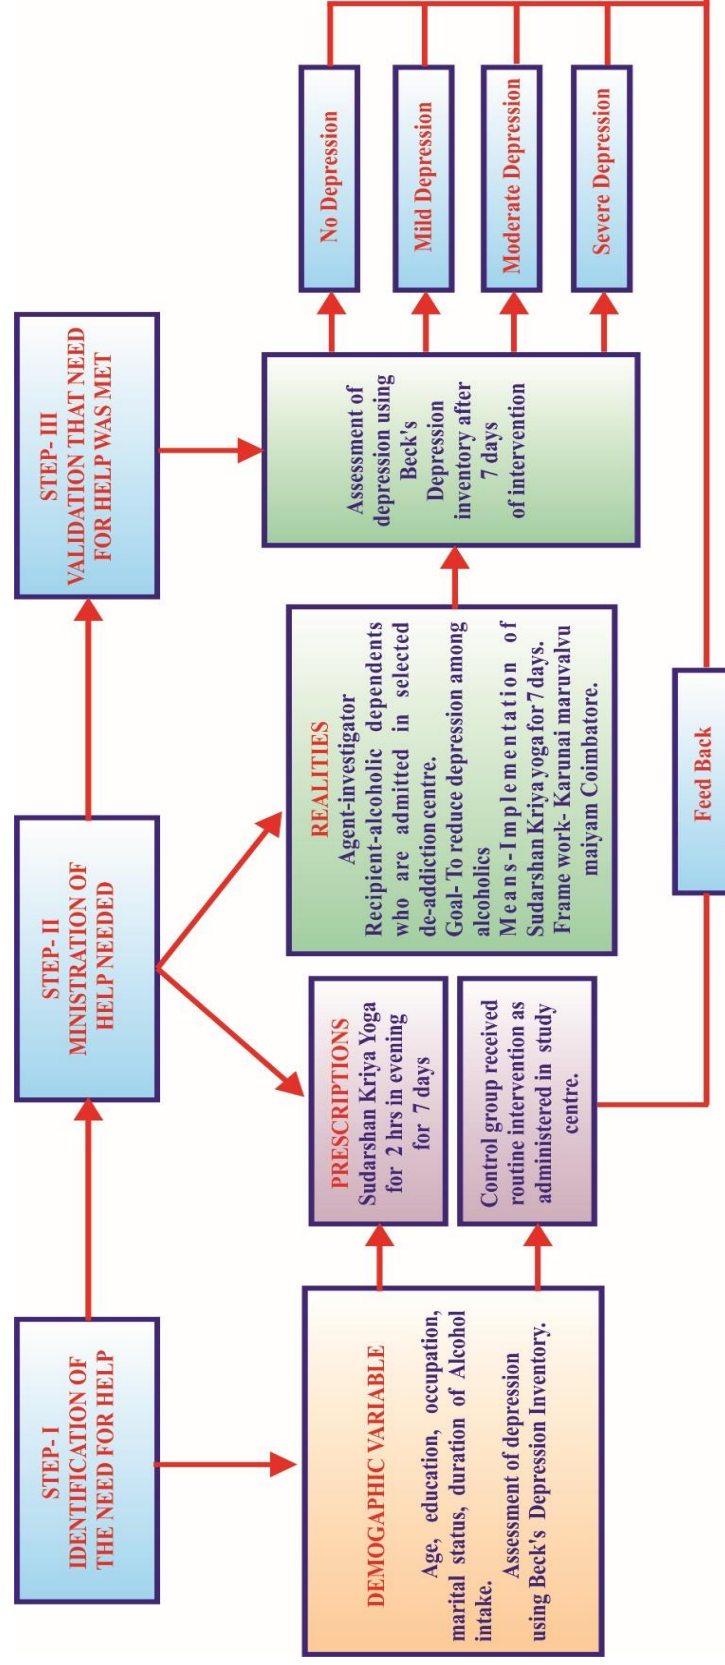 STEP- I
IDENTIFICATION OF
THE NEED FOR HELP
STEP- II
MINISTRATION OF
HELP NEEDED
STEP- III
VALIDATION THAT NEED
FOR HELP WAS MET
DEMOGAPHIC VARIABLE
Age, education, occupation,
marital status, duration of Alcohol
intake.
Assessment of depression
using Beck's Depression Inventory.
PRESCRIPTIONS
Sudarshan Kriya Yoga
for 2 hrs in evening
for 7 days
Control group received
routine intervention as
administered in study
centre.
REALITIES
Agent-investigator
Recipient-alcoholic dependents
who are admitted in selected
de-addiction centre.
Goal- To reduce depression among
alcoholics
Means-Implementation of
Sudarshan Kriya yoga for 7 days.
Frame work- Karunai maruvalvu
maiyam Coimbatore.
Assessment of
depression using
Beck's
Depression
inventory after
7 days
of intervention
No Depression
Mild Depression
Moderate Depression
Severe Depression
Feed Back